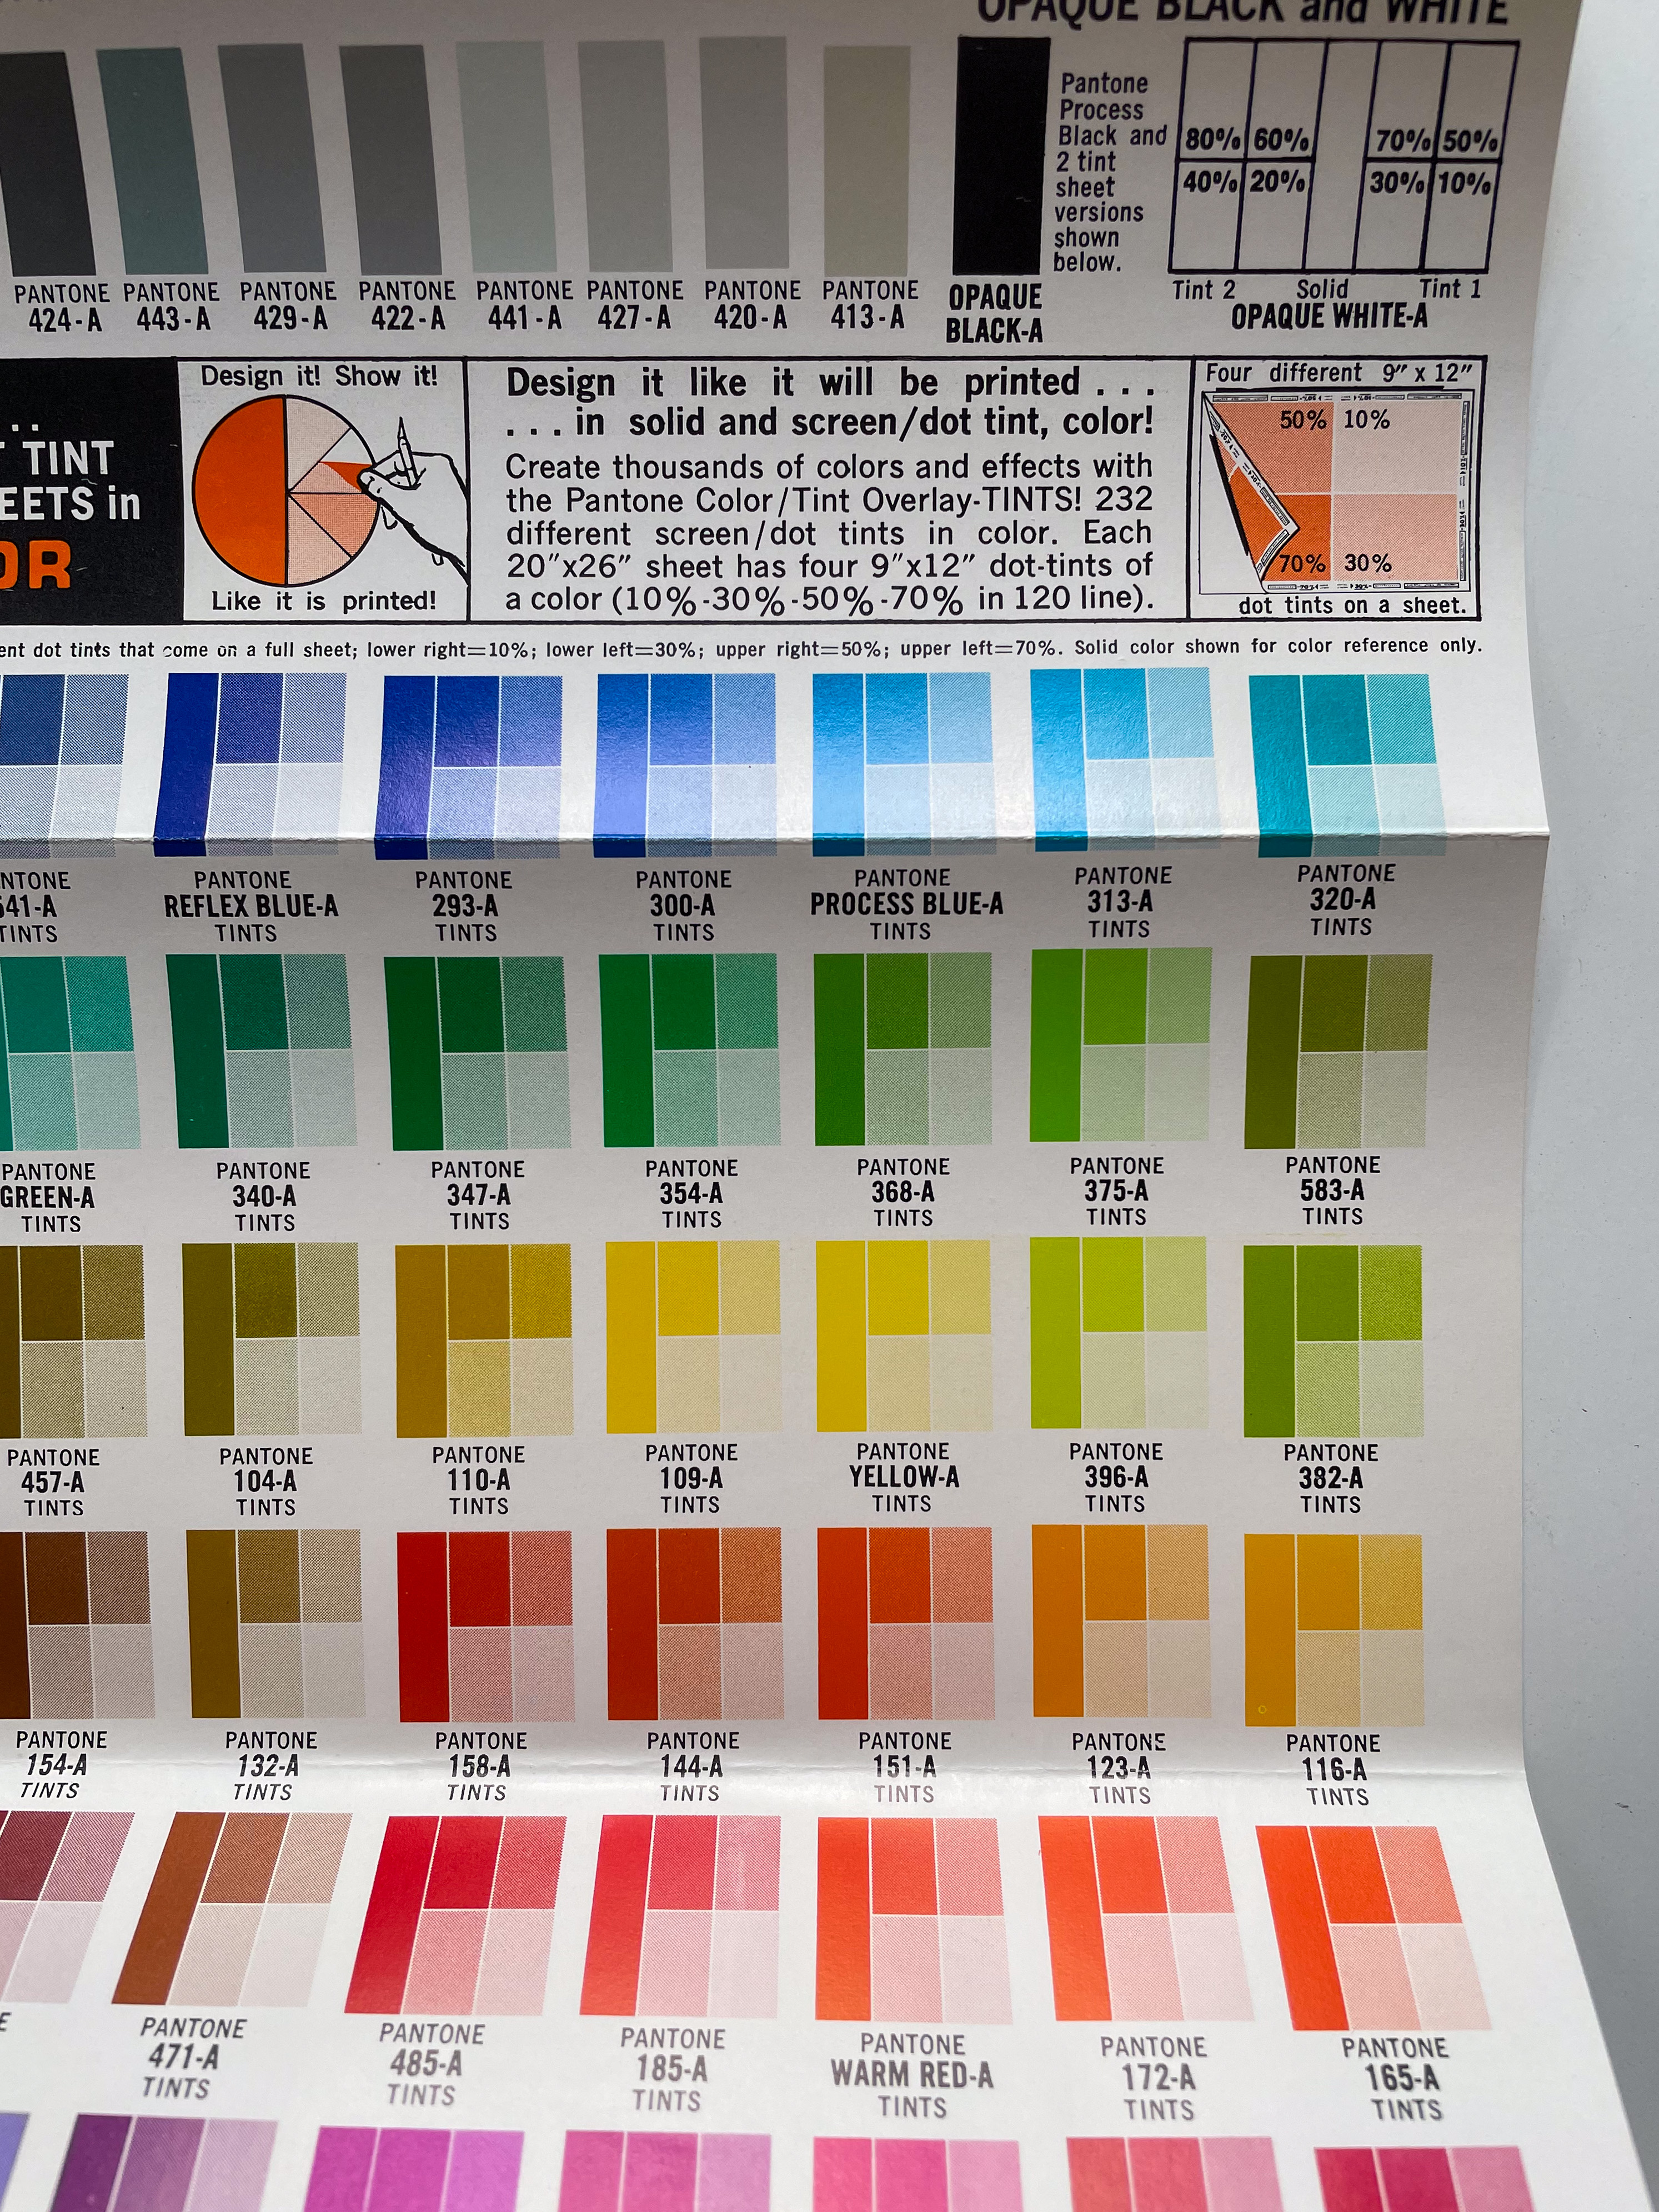 OPAQUE BLACK and WHITE
Pantone
Process
Black and
2 tint
sheet
versions
shown
below.
80% 60% 70% 50%
40% 20% 30% 10%
Tint 2 Solid Tint 1
OPAQUE WHITE-A
PANTONE PANTONE PANTONE PANTONE PANTONE PANTONE PANTONE PANTONE OPAQUE
424-A 443-A 429-A 422-A 441-A 427-A 420-A 413-A BLACK-A
TINT
EETS in
OR
Design it! Show it!
Like it is printed!
Design it like it will be printed . . .
. . . in solid and screen/dot tint, color!
Create thousands of colors and effects with
the Pantone Color/Tint Overlay-TINTS! 232
different screen/dot tints in color. Each
20"x26" sheet has four 9"x12" dot-tints of
a color (10%-30%-50%-70% in 120 line).
Four different 9" x 12"
50% 10%
70% 30%
dot tints on a sheet.
ent dot tints that come on a full sheet; lower right=10%; lower left=30%; upper right=50%; upper left=70%. Solid color shown for color reference only.
NTONE PANTONE PANTONE PANTONE PANTONE PANTONE PANTONE
541-A REFLEX BLUE-A 293-A 300-A PROCESS BLUE-A 313-A 320-A
TINTS TINTS TINTS TINTS TINTS TINTS TINTS
PANTONE PANTONE PANTONE PANTONE PANTONE PANTONE PANTONE
GREEN-A 340-A 347-A 354-A 368-A 375-A 583-A
TINTS TINTS TINTS TINTS TINTS TINTS TINTS
PANTONE PANTONE PANTONE PANTONE PANTONE PANTONE PANTONE
457-A 104-A 110-A 109-A YELLOW-A 396-A 382-A
TINTS TINTS TINTS TINTS TINTS TINTS TINTS
PANTONE PANTONE PANTONE PANTONE PANTONE PANTONE PANTONE
154-A 132-A 158-A 144-A 151-A 123-A 116-A
TINTS TINTS TINTS TINTS TINTS TINTS TINTS
E PANTONE PANTONE PANTONE PANTONE PANTONE PANTONE
471-A 485-A 185-A WARM RED-A 172-A 165-A
TINTS TINTS TINTS TINTS TINTS TINTS